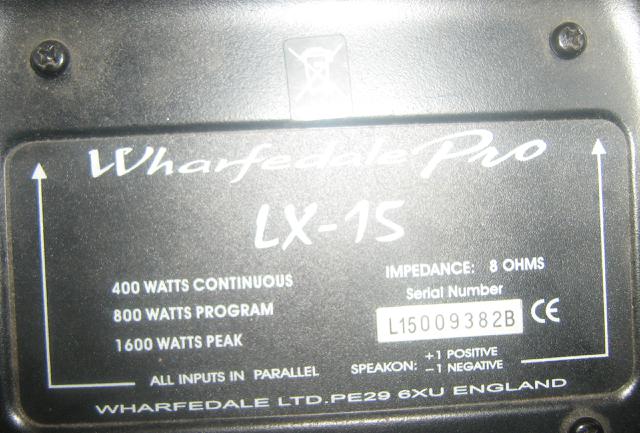 Wharfedale Pro
LX-15
400 WATTS CONTINUOUS
800 WATTS PROGRAM
1600 WATTS PEAK
IMPEDANCE: 8 OHMS
Serial Number
L15009382B CE
ALL INPUTS IN PARALLEL
SPEAKON: +1 POSITIVE
−1 NEGATIVE
WHARFEDALE LTD.PE29 6XU ENGLAND